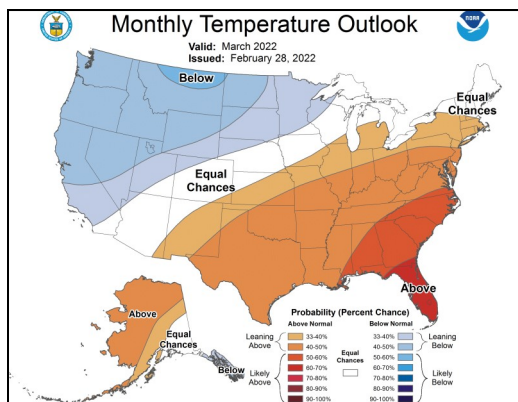 Monthly Temperature Outlook
Valid: March 2022
Issued: February 28, 2022
NOAA
Below
Equal
Chances
Equal
Chances
Above
Above
Equal
Chances
Below
Probability (Percent Chance)
Above Normal
Below Normal
Leaning
Above
33-40%
40-50%
Equal
Chances
33-40%
40-50%
Leaning
Below
Likely
Above
50-60%
60-70%
70-80%
80-90%
90-100%
50-60%
60-70%
70-80%
80-90%
90-100%
Likely
Below